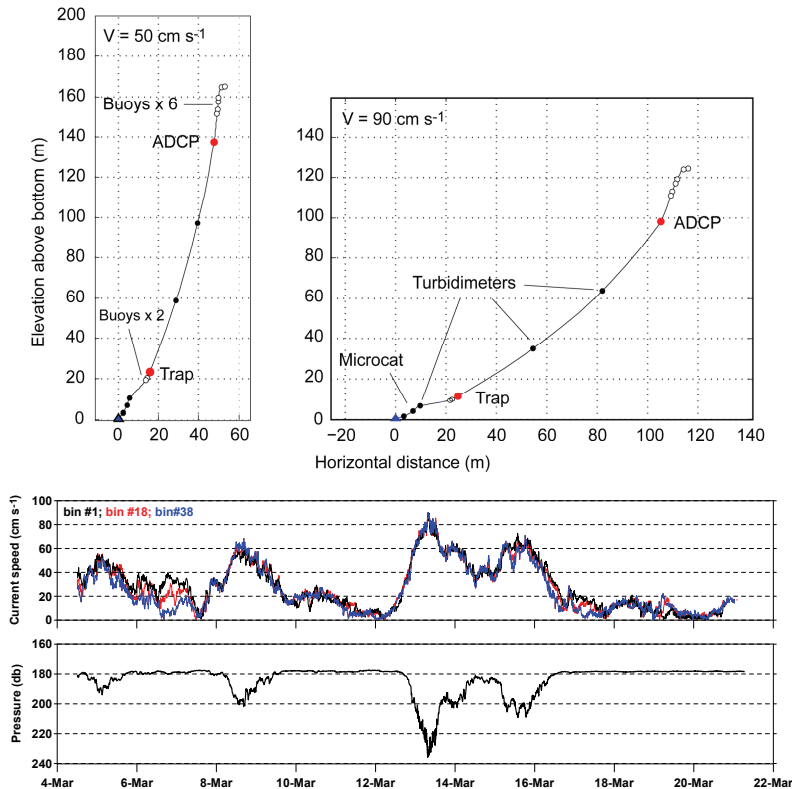 V = 50 cm s-1
200
180
160
140
120
100
80
60
40
20
0
Elevation above bottom (m)
Buoys x 6
ADCP
Buoys x 2
Trap
0 20 40 60
V = 90 cm s-1
140
120
100
80
60
40
20
0
ADCP
Turbidimeters
Microcat
Trap
−20 0 20 40 60 80 100 120 140
Horizontal distance (m)
bin #1; bin #18; bin#38
Current speed (cm s-1)
100
80
60
40
20
0
Pressure (db)
160
180
200
220
240
4-Mar 6-Mar 8-Mar 10-Mar 12-Mar 14-Mar 16-Mar 18-Mar 20-Mar 22-Mar